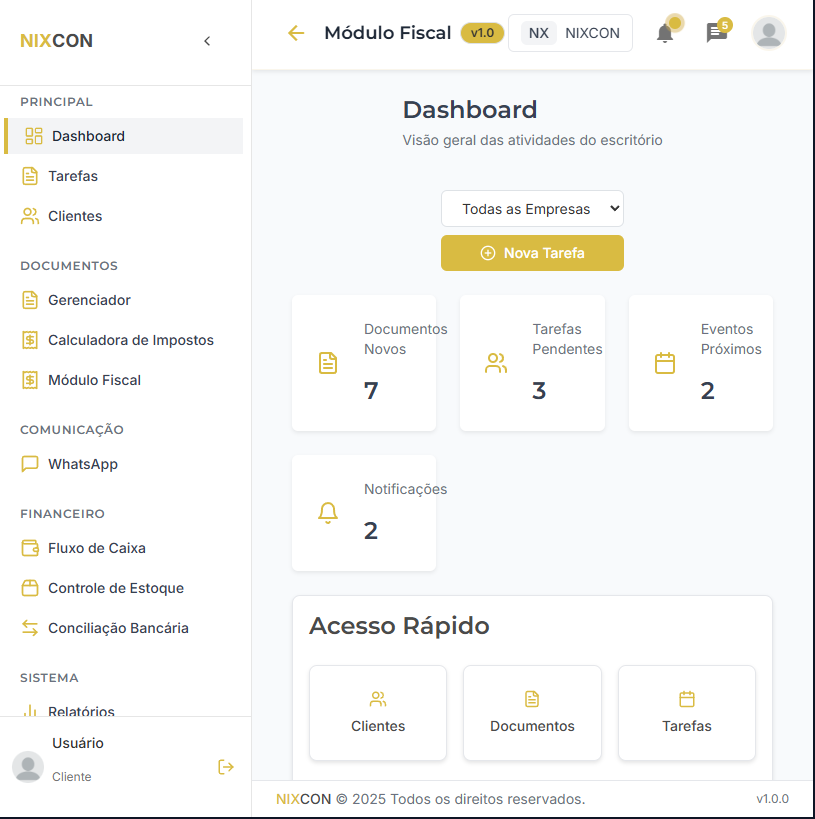 NIXCON
PRINCIPAL
Dashboard
Tarefas
Clientes
DOCUMENTOS
Gerenciador
Calculadora de Impostos
Módulo Fiscal
COMUNICAÇÃO
WhatsApp
FINANCEIRO
Fluxo de Caixa
Controle de Estoque
Conciliação Bancária
SISTEMA
Relatórios
Usuário
Cliente
Módulo Fiscal v1.0 NX NIXCON 5
Dashboard
Visão geral das atividades do escritório
Todas as Empresas
Nova Tarefa
Documentos
Novos
7
Tarefas
Pendentes
3
Eventos
Próximos
2
Notificações
2
Acesso Rápido
Clientes
Documentos
Tarefas
NIXCON © 2025 Todos os direitos reservados.
v1.0.0